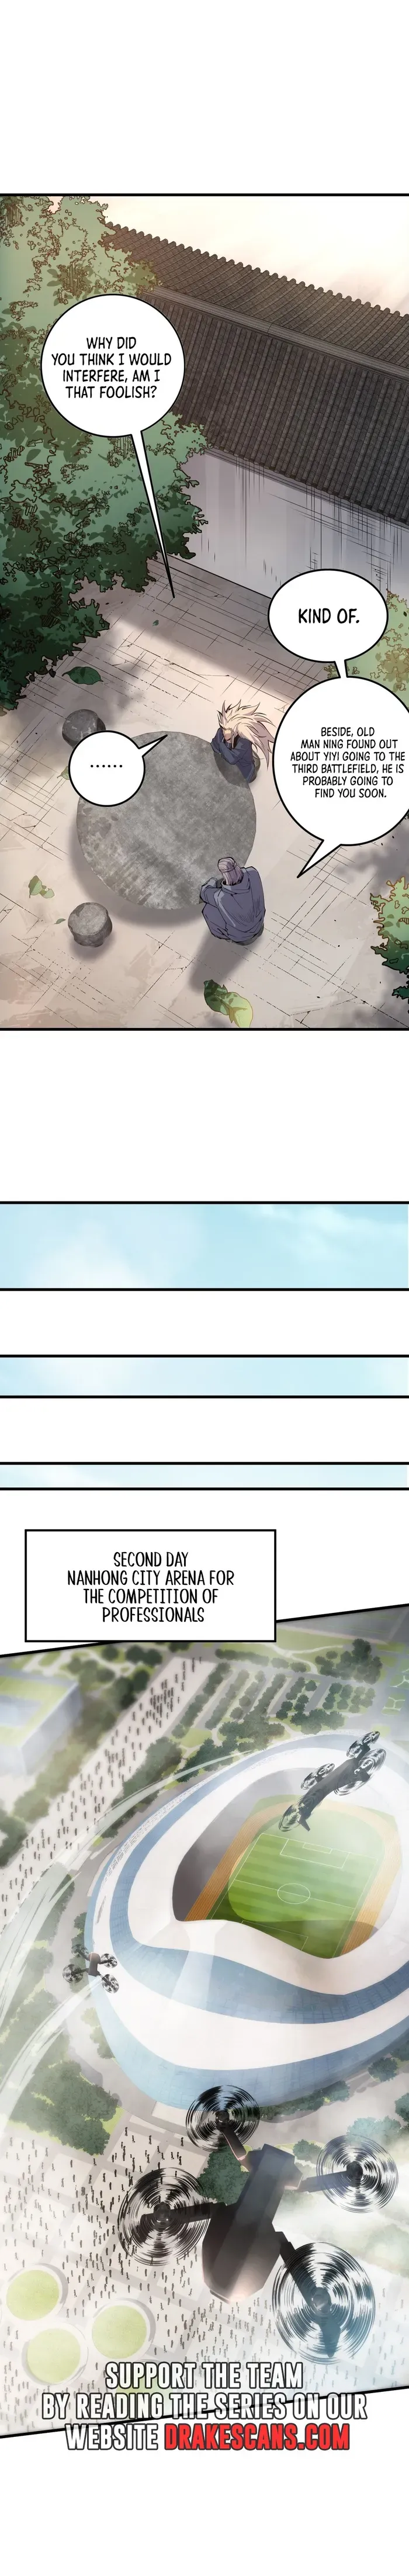 WHY DID
YOU THINK I WOULD
INTERFERE, AM I
THAT FOOLISH?
KIND OF.
BESIDE, OLD
MAN NING FOUND OUT
ABOUT YIYI GOING TO THE
THIRD BATTLEFIELD, HE IS
PROBABLY GOING TO
FIND YOU SOON.
......
SECOND DAY
NANHONG CITY ARENA FOR
THE COMPETITION OF
PROFESSIONALS
SUPPORT THE TEAM
BY READING THE SERIES ON OUR
WEBSITE DRAKESCANS.COM